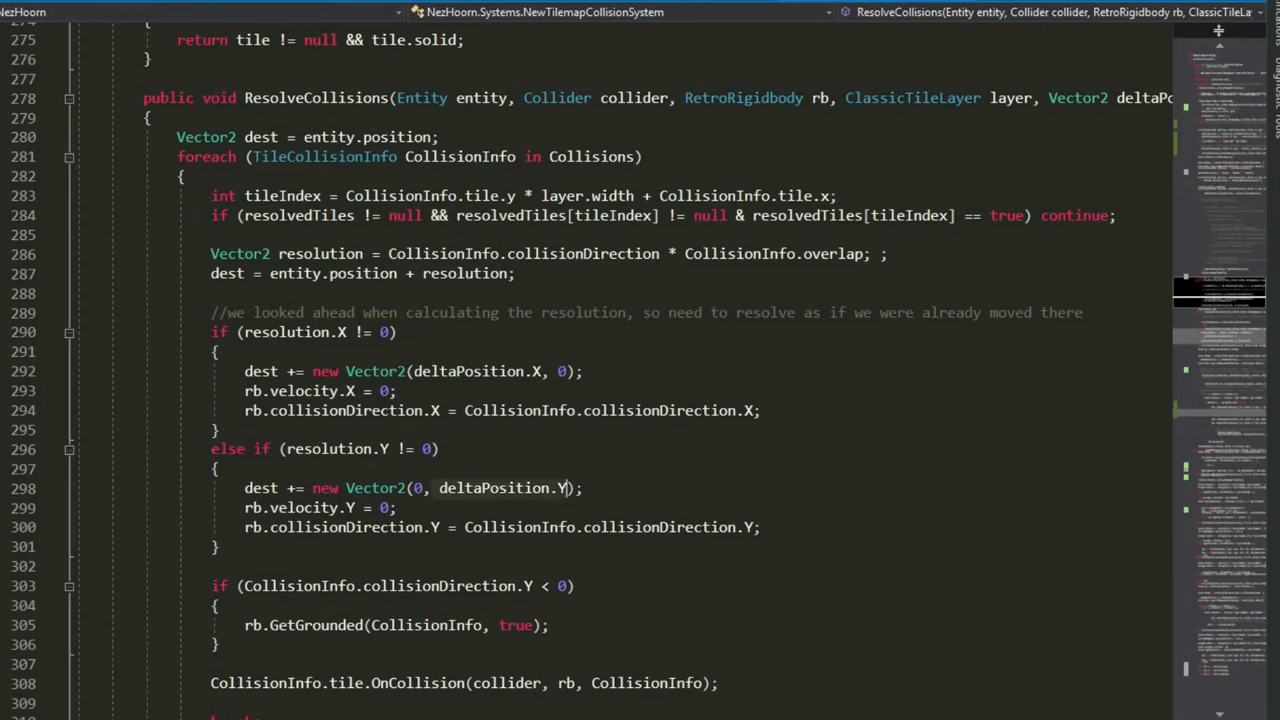 NezHoorn NezHoorn.Systems.NewTilemapCollisionSystem ResolveCollisions(Entity entity, Collider collider, RetroRigidbody rb, ClassicTileLa
274 {
275 return tile != null && tile.solid;
276 }
277
278 public void ResolveCollisions(Entity entity, Collider collider, RetroRigidbody rb, ClassicTileLayer layer, Vector2 deltaPo
279 {
280 Vector2 dest = entity.position;
281 foreach (TileCollisionInfo CollisionInfo in Collisions)
282 {
283 int tileIndex = CollisionInfo.tile.y * layer.width + CollisionInfo.tile.x;
284 if (resolvedTiles != null && resolvedTiles[tileIndex] != null & resolvedTiles[tileIndex] == true) continue;
285
286 Vector2 resolution = CollisionInfo.collisionDirection * CollisionInfo.overlap; ;
287 dest = entity.position + resolution;
288
289 //we looked ahead when calculating the resolution, so need to resolve as if we were already moved there
290 if (resolution.X != 0)
291 {
292 dest += new Vector2(deltaPosition.X, 0);
293 rb.velocity.X = 0;
294 rb.collisionDirection.X = CollisionInfo.collisionDirection.X;
295 }
296 else if (resolution.Y != 0)
297 {
298 dest += new Vector2(0, deltaPosition.Y);
299 rb.velocity.Y = 0;
300 rb.collisionDirection.Y = CollisionInfo.collisionDirection.Y;
301 }
302
303 if (CollisionInfo.collisionDirection.Y < 0)
304 {
305 rb.GetGrounded(CollisionInfo, true);
306 }
307
308 CollisionInfo.info.OnCollision(collider, rb, CollisionInfo);
309